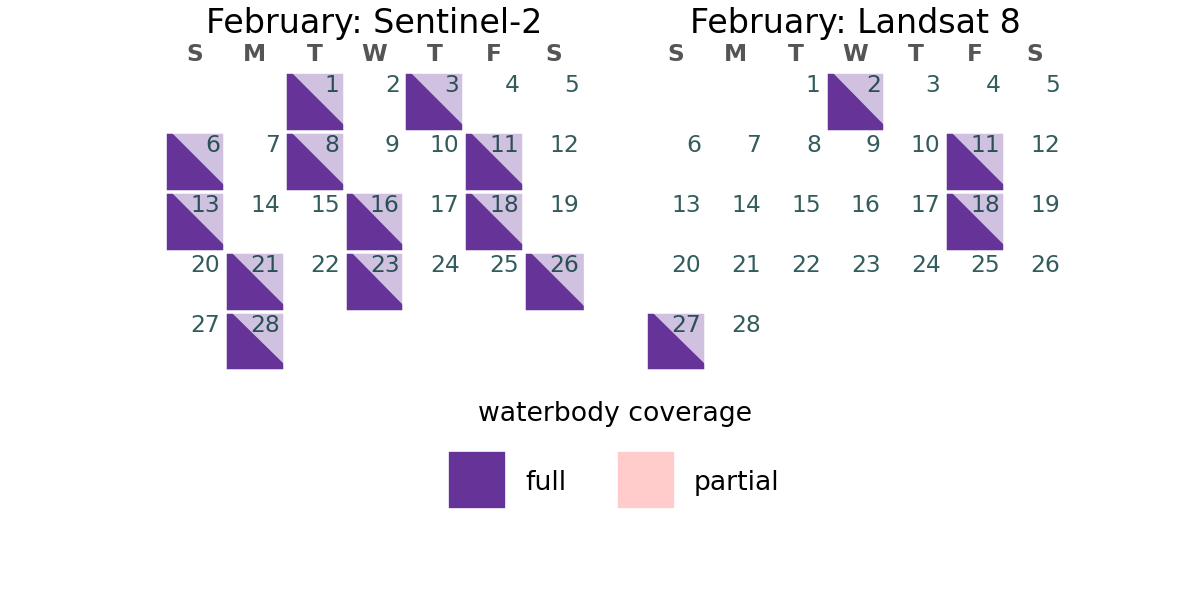 February: Sentinel-2
S M T W T F S
1 2 3 4 5
6 7 8 9 10 11 12
13 14 15 16 17 18 19
20 21 22 23 24 25 26
27 28
February: Landsat 8
S M T W T F S
1 2 3 4 5
6 7 8 9 10 11 12
13 14 15 16 17 18 19
20 21 22 23 24 25 26
27 28
waterbody coverage
full partial